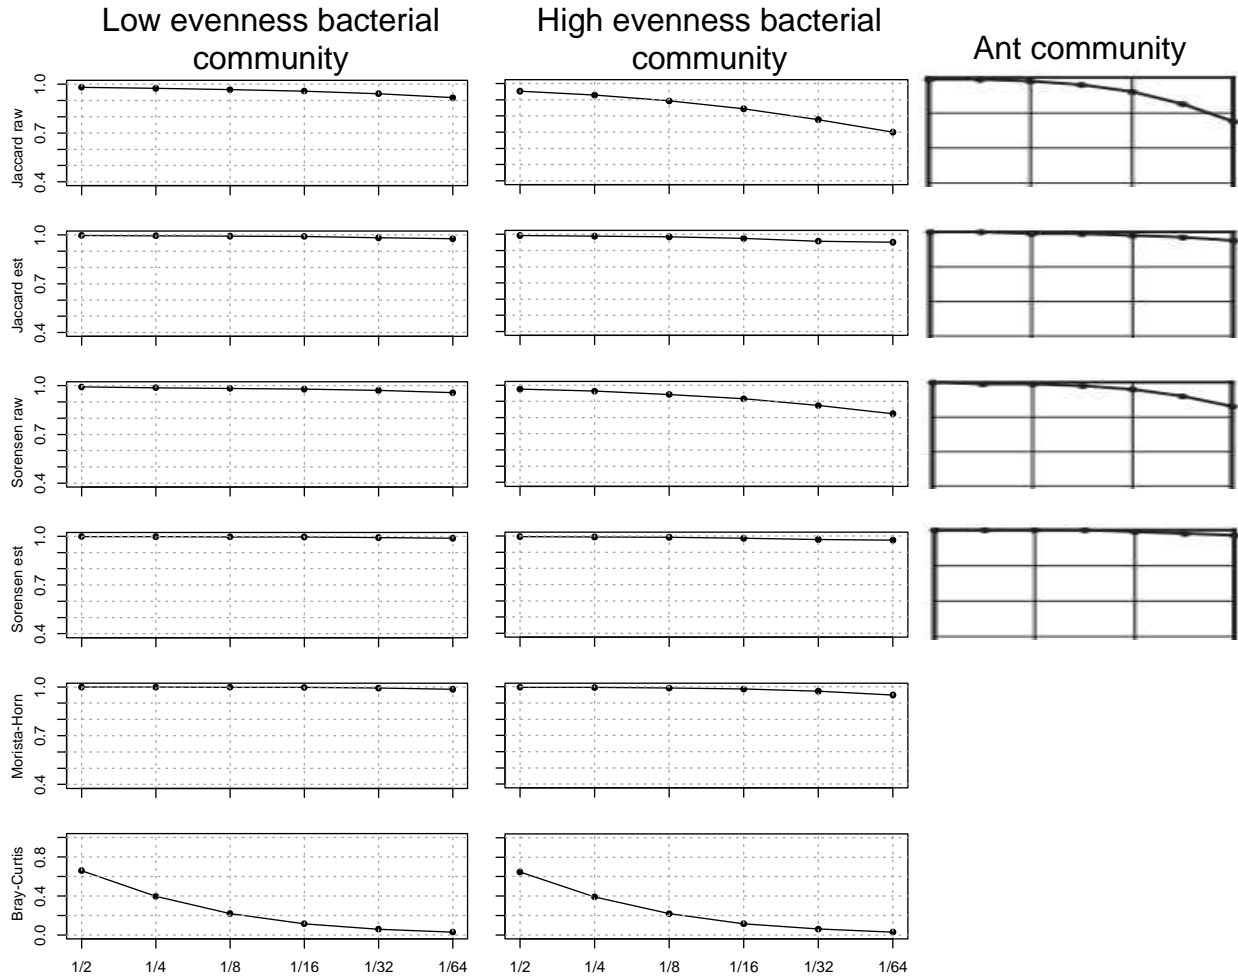 Low evenness bacterial
community
High evenness bacterial
community
Ant community
Jaccard raw
1.0
0.7
0.4
Jaccard est
1.0
0.7
0.4
Sorensen raw
1.0
0.7
0.4
Sorensen est
1.0
0.7
0.4
Morista-Horn
1.0
0.7
0.4
Bray-Curtis
0.8
0.4
0.0
1/2 1/4 1/8 1/16 1/32 1/64
1/2 1/4 1/8 1/16 1/32 1/64